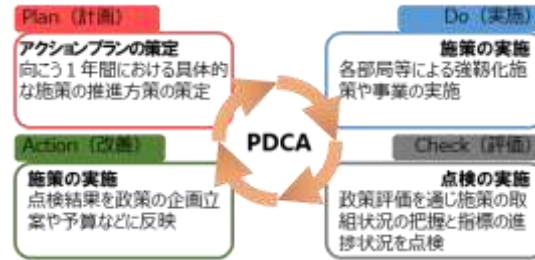 Plan（計画）
アクションプランの策定
向こう１年間における具体的
な施策の推進方策の策定
Do（実施）
施策の実施
各部局等による強靱化施
策や事業の実施
PDCA
Action（改善）
施策の実施
点検結果を政策の企画立
案や予算などに反映
Check（評価）
点検の実施
政策評価を通じ施策の取
組状況の把握と指標の進
捗状況を点検